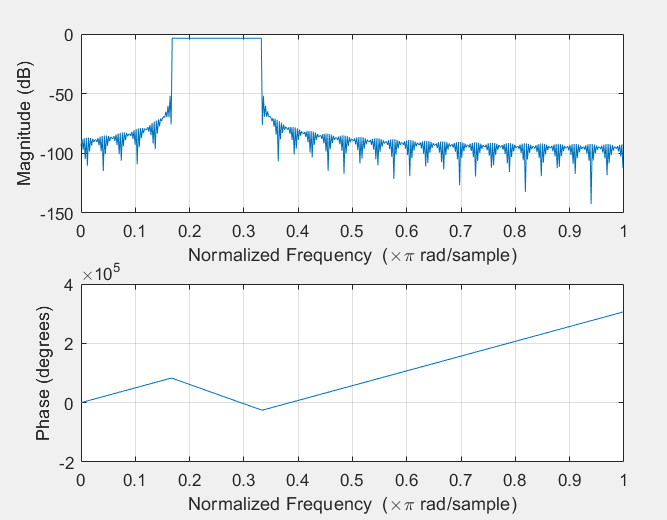 0
-50
-100
-150
Magnitude (dB)
0 0.1 0.2 0.3 0.4 0.5 0.6 0.7 0.8 0.9 1
Normalized Frequency (×π rad/sample)
×10⁵
4
2
0
-2
Phase (degrees)
0 0.1 0.2 0.3 0.4 0.5 0.6 0.7 0.8 0.9 1
Normalized Frequency (×π rad/sample)